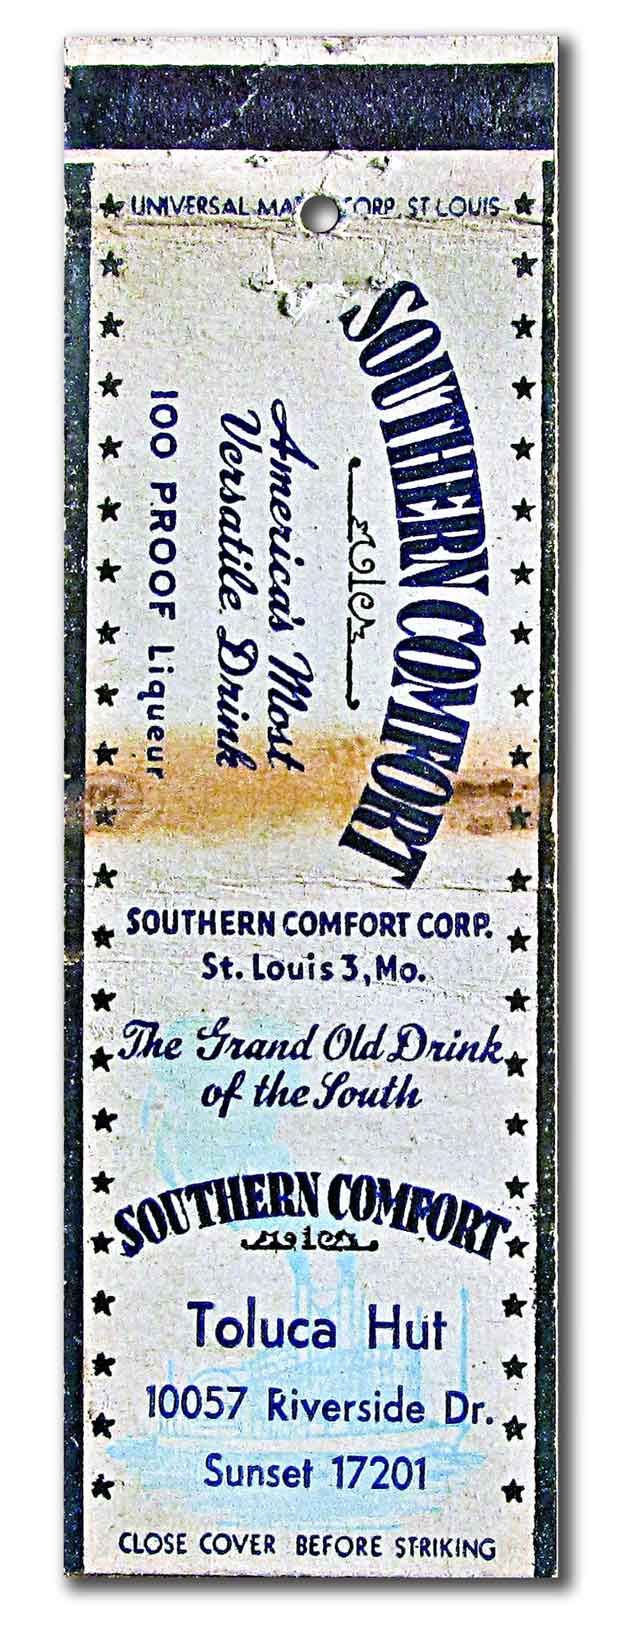 UNIVERSAL CORP. ST. LOUIS
SOUTHERN COMFORT
America's Most
Versatile Drink
100 PROOF Liqueur
SOUTHERN COMFORT CORP.
St. Louis 3, Mo.
The Grand Old Drink
of the South
SOUTHERN COMFORT
Toluca Hut
10057 Riverside Dr.
Sunset 17201
CLOSE COVER BEFORE STRIKING